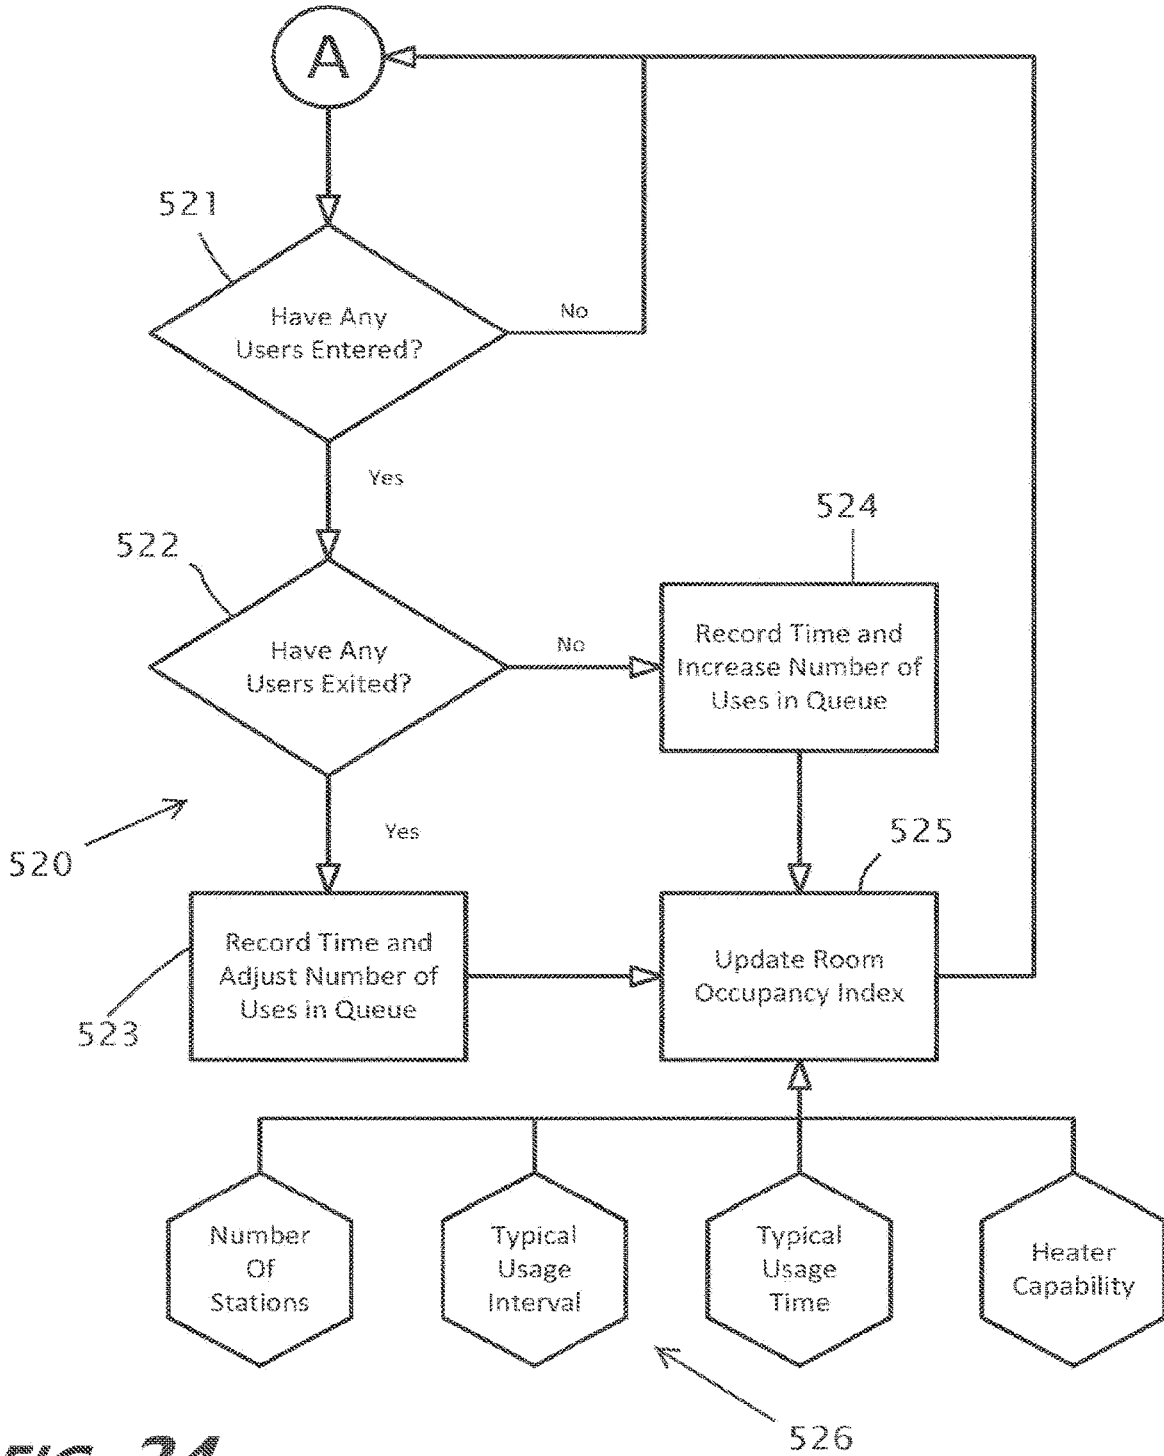 A
521
Have Any
Users Entered?
No
Yes
522
Have Any
Users Exited?
No
524
Record Time and
Increase Number of
Uses in Queue
Yes
520
525
523
Record Time and
Adjust Number of
Uses in Queue
Update Room
Occupancy Index
Number
Of
Stations
Typical
Usage
Interval
Typical
Usage
Time
Heater
Capability
526